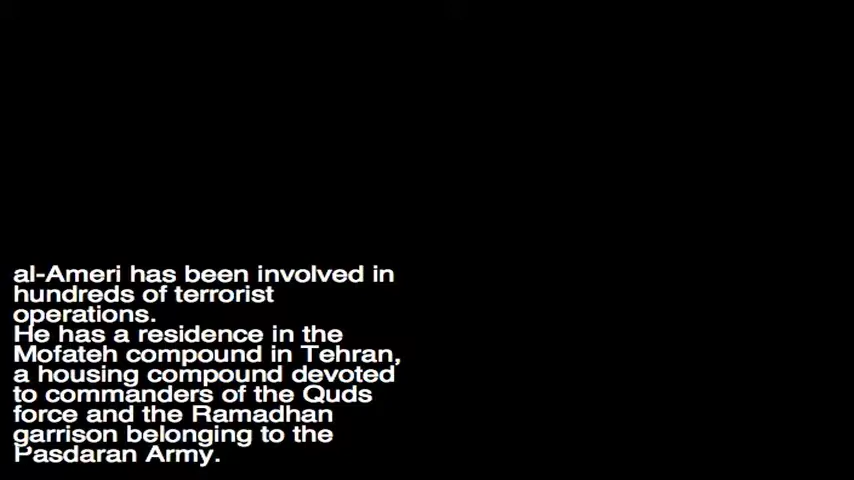 al-Ameri has been involved in
hundreds of terrorist
operations.
He has a residence in the
Mofateh compound in Tehran,
a housing compound devoted
to commanders of the Quds
force and the Ramadhan
garrison belonging to the
Pasdaran Army.